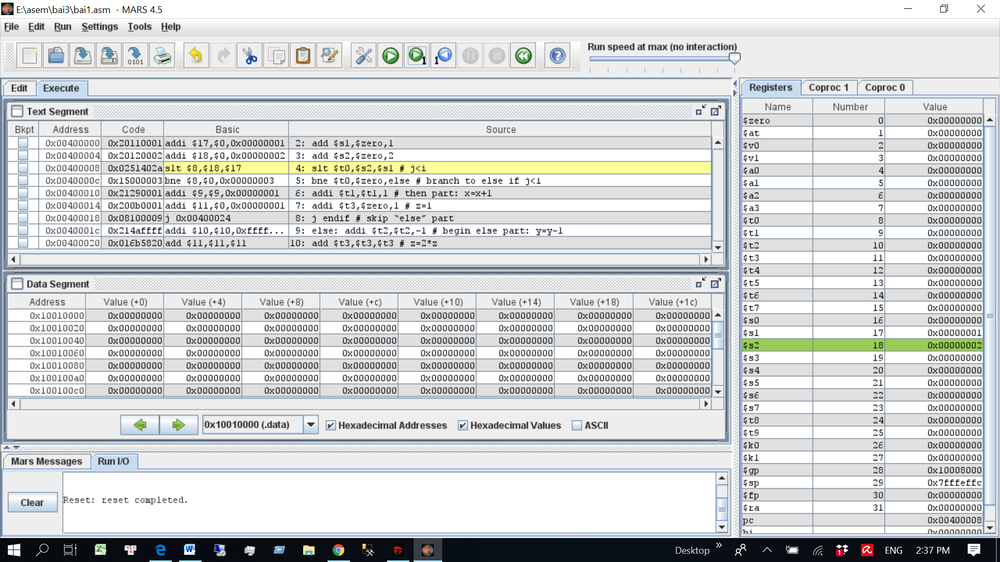 E:\asem\bai3\bai1.asm - MARS 4.5
File Edit Run Settings Tools Help
Run speed at max (no interaction)
Edit Execute
Text Segment
Bkpt Address Code Basic Source
0x00400000 0x20110001 addi $17,$0,0x00000001 2: add $s1,$zero,1
0x00400004 0x20120002 addi $18,$0,0x00000002 3: add $s2,$zero,2
0x00400008 0x0251402a slt $8,$18,$17 4: slt $t0,$s2,$s1 # j<i
0x0040000c 0x15000003 bne $8,$0,0x00000003 5: bne $t0,$zero,else # branch to else if j<i
0x00400010 0x21290001 addi $9,$9,0x00000001 6: addi $t1,$t1,1 # then part: x=x+1
0x00400014 0x200b0001 addi $11,$0,0x00000001 7: addi $t3,$zero,1 # z=1
0x00400018 0x08100009 j 0x00400024 8: j endif # skip “else” part
0x0040001c 0x214affff addi $10,$10,0xffff... 9: else: addi $t2,$t2,-1 # begin else part: y=y-1
0x00400020 0x016b5820 add $11,$11,$11 10: add $t3,$t3,$t3 # z=2*z
Data Segment
Address Value (+0) Value (+4) Value (+8) Value (+c) Value (+10) Value (+14) Value (+18) Value (+1c)
0x10010000 0x00000000 0x00000000 0x00000000 0x00000000 0x00000000 0x00000000 0x00000000 0x00000000
0x10010020 0x00000000 0x00000000 0x00000000 0x00000000 0x00000000 0x00000000 0x00000000 0x00000000
0x10010040 0x00000000 0x00000000 0x00000000 0x00000000 0x00000000 0x00000000 0x00000000 0x00000000
0x10010060 0x00000000 0x00000000 0x00000000 0x00000000 0x00000000 0x00000000 0x00000000 0x00000000
0x10010080 0x00000000 0x00000000 0x00000000 0x00000000 0x00000000 0x00000000 0x00000000 0x00000000
0x100100a0 0x00000000 0x00000000 0x00000000 0x00000000 0x00000000 0x00000000 0x00000000 0x00000000
0x100100c0 0x00000000 0x00000000 0x00000000 0x00000000 0x00000000 0x00000000 0x00000000 0x00000000
0x10010000 (.data) Hexadecimal Addresses Hexadecimal Values ASCII
Mars Messages Run I/O
Clear
Reset: reset completed.
Registers Coproc 1 Coproc 0
Name Number Value
$zero 0 0x00000000
$at 1 0x00000000
$v0 2 0x00000000
$v1 3 0x00000000
$a0 4 0x00000000
$a1 5 0x00000000
$a2 6 0x00000000
$a3 7 0x00000000
$t0 8 0x00000000
$t1 9 0x00000000
$t2 10 0x00000000
$t3 11 0x00000000
$t4 12 0x00000000
$t5 13 0x00000000
$t6 14 0x00000000
$t7 15 0x00000000
$s0 16 0x00000000
$s1 17 0x00000001
$s2 18 0x00000002
$s3 19 0x00000000
$s4 20 0x00000000
$s5 21 0x00000000
$s6 22 0x00000000
$s7 23 0x00000000
$t8 24 0x00000000
$t9 25 0x00000000
$k0 26 0x00000000
$k1 27 0x00000000
$gp 28 0x10008000
$sp 29 0x7fffeffc
$fp 30 0x00000000
$ra 31 0x00000000
pc 0x00400008
hi 0x00000000
Desktop ENG 2:37 PM